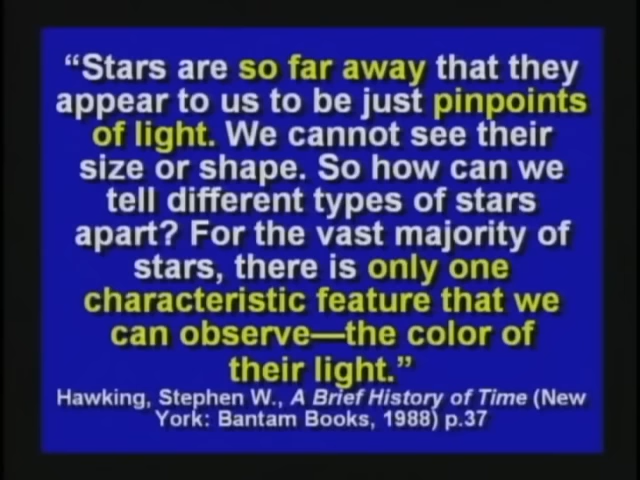 “Stars are so far away that they
appear to us to be just pinpoints
of light. We cannot see their
size or shape. So how can we
tell different types of stars
apart? For the vast majority of
stars, there is only one
characteristic feature that we
can observe—the color of
their light.”
Hawking, Stephen W., A Brief History of Time (New
York: Bantam Books, 1988) p.37